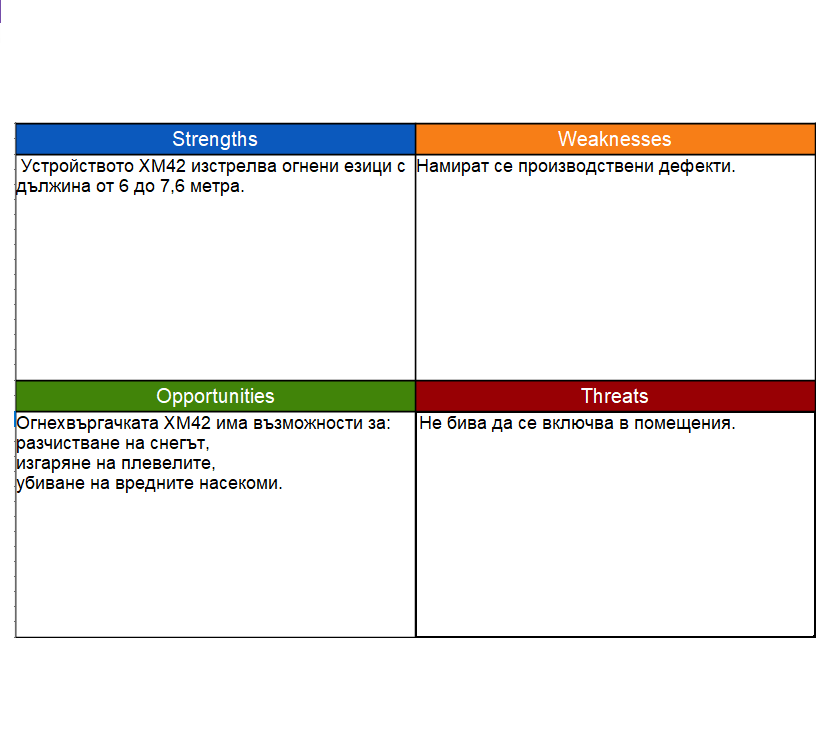 Strengths
Weaknesses
Устройството XM42 изстрелва огнени езици с
дължина от 6 до 7,6 метра.
Намират се производствени дефекти.
Opportunities
Threats
Огнехвъргачката XM42 има възможности за:
разчистване на снегът,
изгаряне на плевелите,
убиване на вредните насекоми.
Не бива да се включва в помещения.